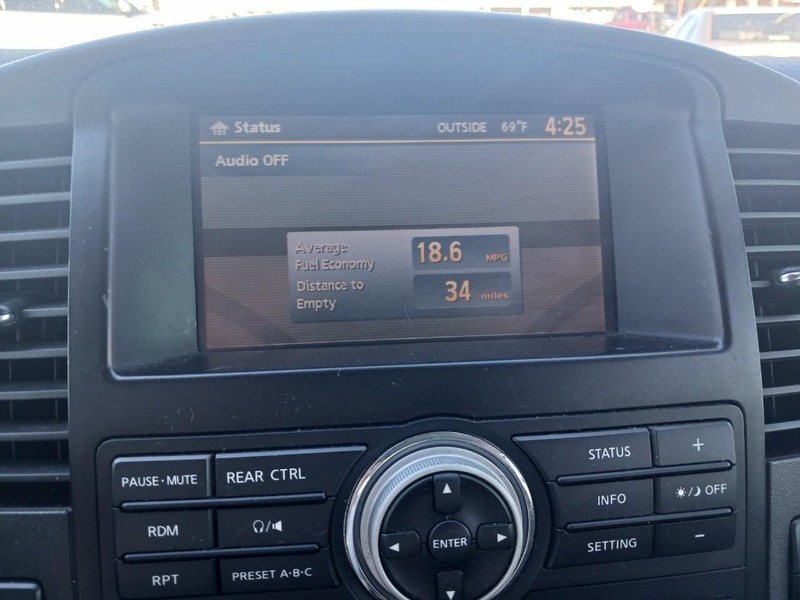 Status OUTSIDE 69°F 4:25
Audio OFF
Average
Fuel Economy
18.6 MPG
Distance to
Empty
34 miles
PAUSE·MUTE REAR CTRL STATUS +
RDM INFO OFF
RPT PRESET A·B·C ENTER SETTING −